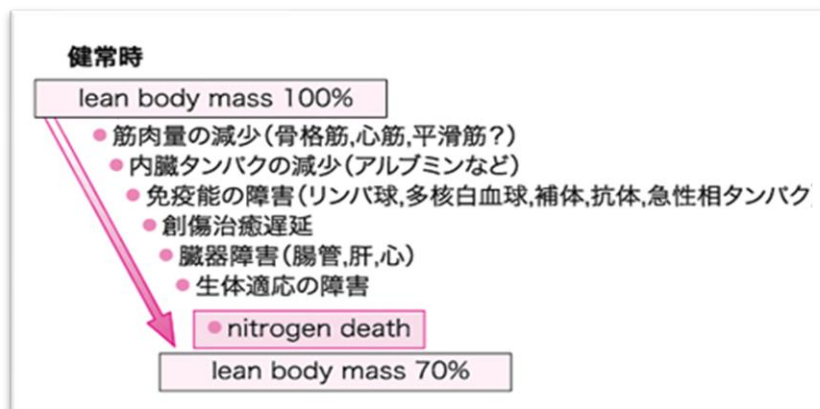 健常時
lean body mass 100%
● 筋肉量の減少(骨格筋,心筋,平滑筋?)
● 内臓タンパクの減少(アルブミンなど)
● 免疫能の障害(リンパ球,多核白血球,補体,抗体,急性相タンパク
● 創傷治癒遅延
● 臓器障害(腸管,肝,心)
● 生体適応の障害
● nitrogen death
lean body mass 70%